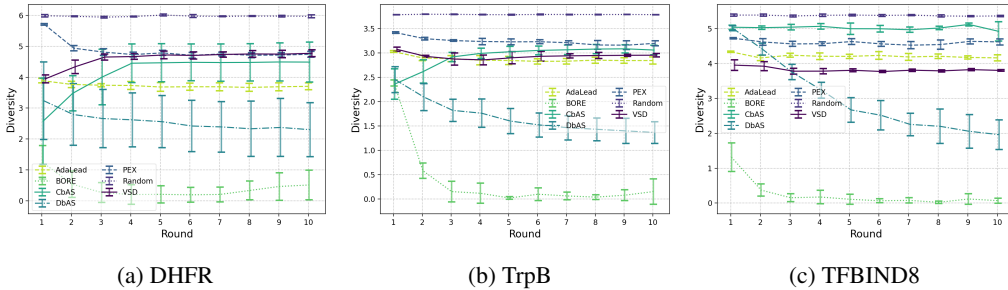 6
5
4
3
2
1
0
Diversity
AdaLead
BORE
CbAS
DbAS
PEX
Random
VSD
1 2 3 4 5 6 7 8 9 10
Round
(a) DHFR
3.5
3.0
2.5
2.0
1.5
1.0
0.5
0.0
Diversity
AdaLead
BORE
CbAS
DbAS
PEX
Random
VSD
1 2 3 4 5 6 7 8 9 10
Round
(b) TrpB
5
4
3
2
1
0
Diversity
AdaLead
BORE
CbAS
DbAS
PEX
Random
VSD
1 2 3 4 5 6 7 8 9 10
Round
(c) TFBIND8